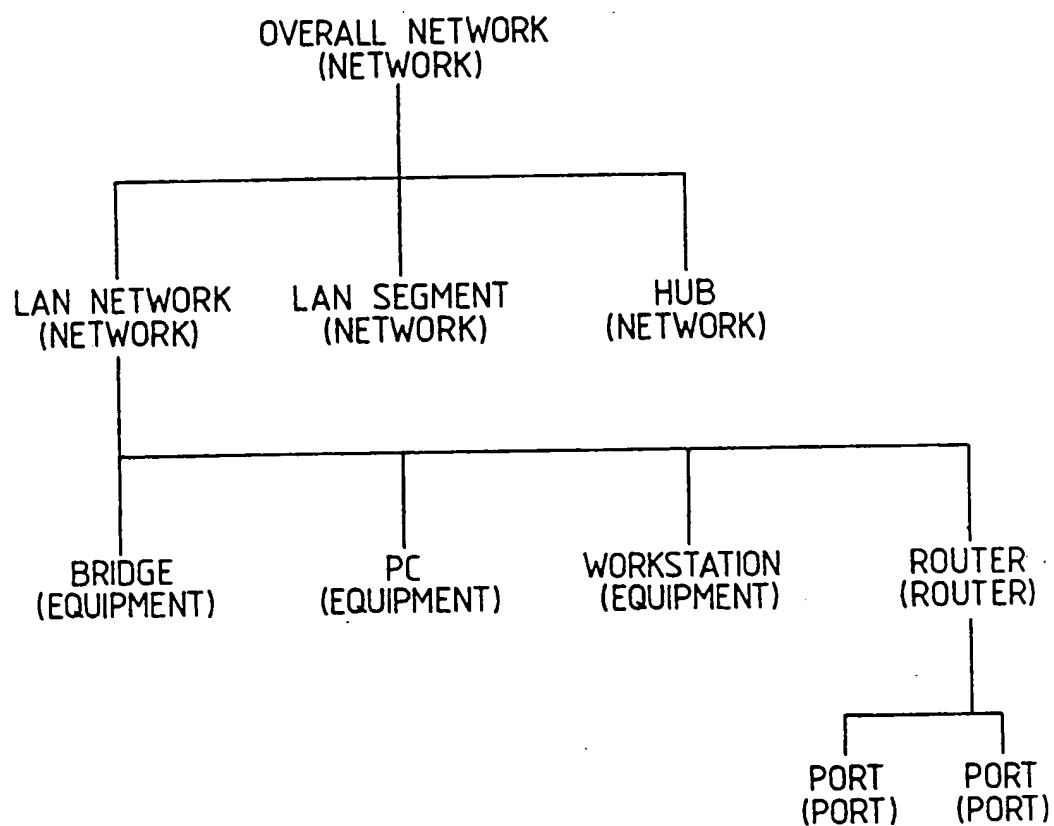 OVERALL NETWORK
(NETWORK)
LAN NETWORK
(NETWORK)
LAN SEGMENT
(NETWORK)
HUB
(NETWORK)
BRIDGE
(EQUIPMENT)
PC
(EQUIPMENT)
WORKSTATION
(EQUIPMENT)
ROUTER
(ROUTER)
PORT
(PORT)
PORT
(PORT)